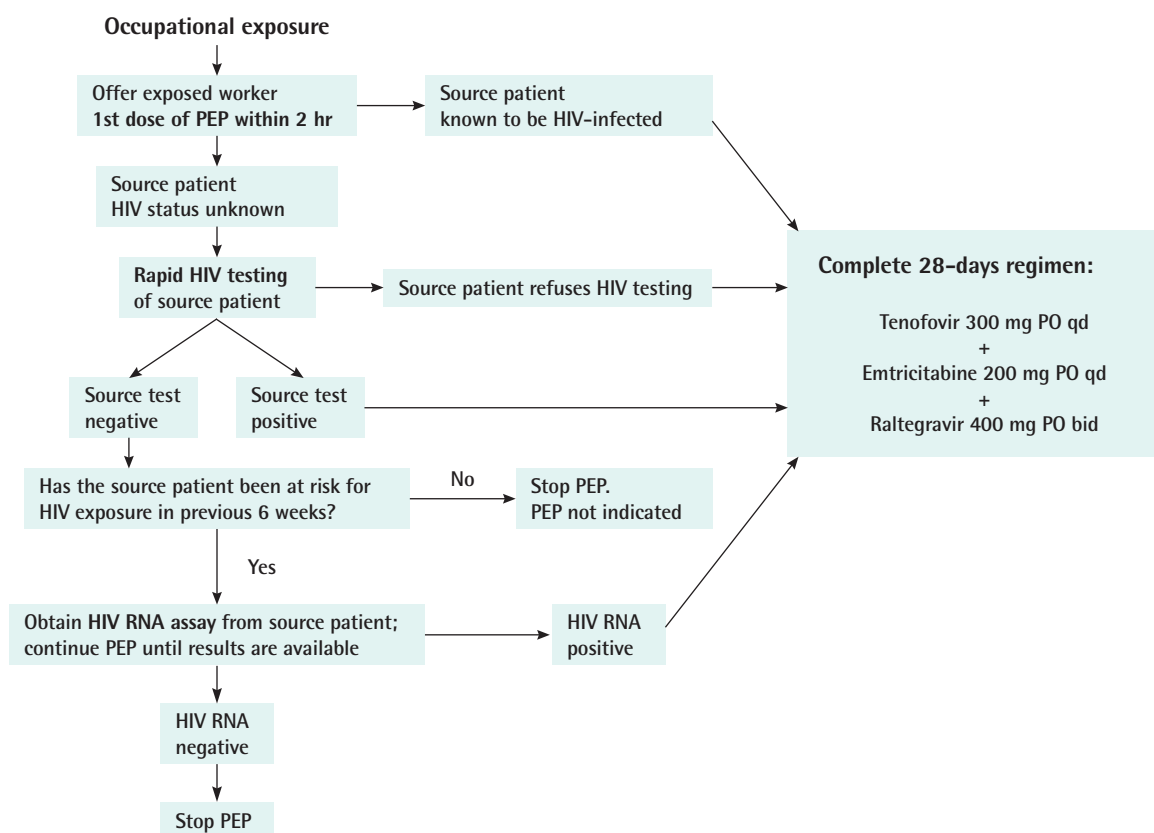 Occupational exposure
Offer exposed worker
1st dose of PEP within 2 hr
Source patient
known to be HIV-infected
Source patient
HIV status unknown
Rapid HIV testing
of source patient
Source patient refuses HIV testing
Complete 28-days regimen:
Tenofovir 300 mg PO qd
+
Emtricitabine 200 mg PO qd
+
Raltegravir 400 mg PO bid
Source test
negative
Source test
positive
Has the source patient been at risk for
HIV exposure in previous 6 weeks?
No
Stop PEP.
PEP not indicated
Yes
Obtain HIV RNA assay from source patient;
continue PEP until results are available
HIV RNA
positive
HIV RNA
negative
Stop PEP